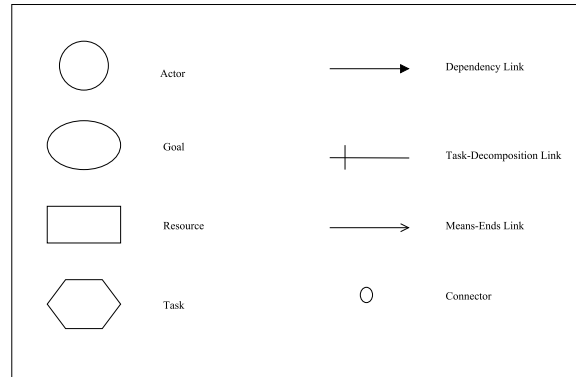 Actor
Dependency Link
Goal
Task-Decomposition Link
Resource
Means-Ends Link
Task
Connector